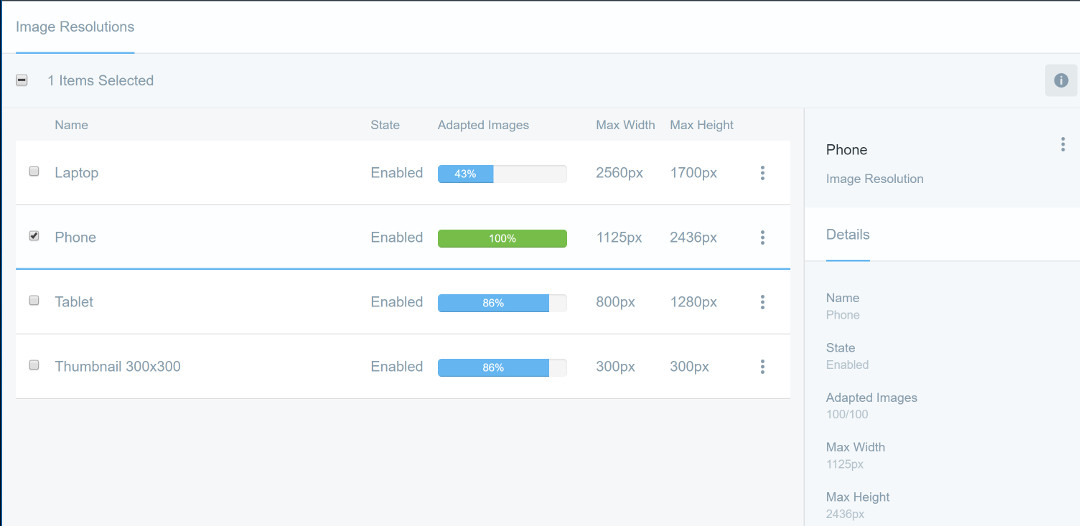 Image Resolutions
1 Items Selected
Name State Adapted Images Max Width Max Height
Laptop Enabled 43% 2560px 1700px
Phone Enabled 100% 1125px 2436px
Tablet Enabled 86% 800px 1280px
Thumbnail 300x300 Enabled 86% 300px 300px
Phone
Image Resolution
Details
Name
Phone
State
Enabled
Adapted Images
100/100
Max Width
1125px
Max Height
2436px